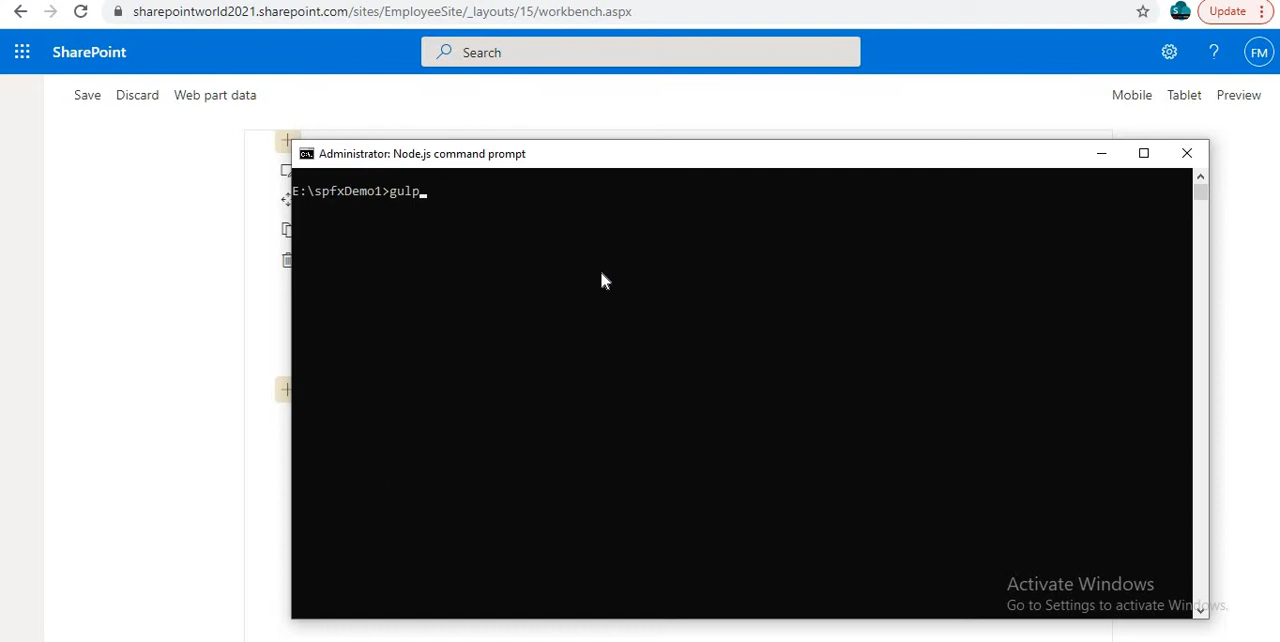 sharepointworld2021.sharepoint.com/sites/EmployeeSite/_layouts/15/workbench.aspx
Update
SharePoint
Search
?
FM
Save Discard Web part data
Mobile Tablet Preview
Administrator: Node.js command prompt
E:\spfxDemo1>gulp_
Activate Windows
Go to Settings to activate Windows.